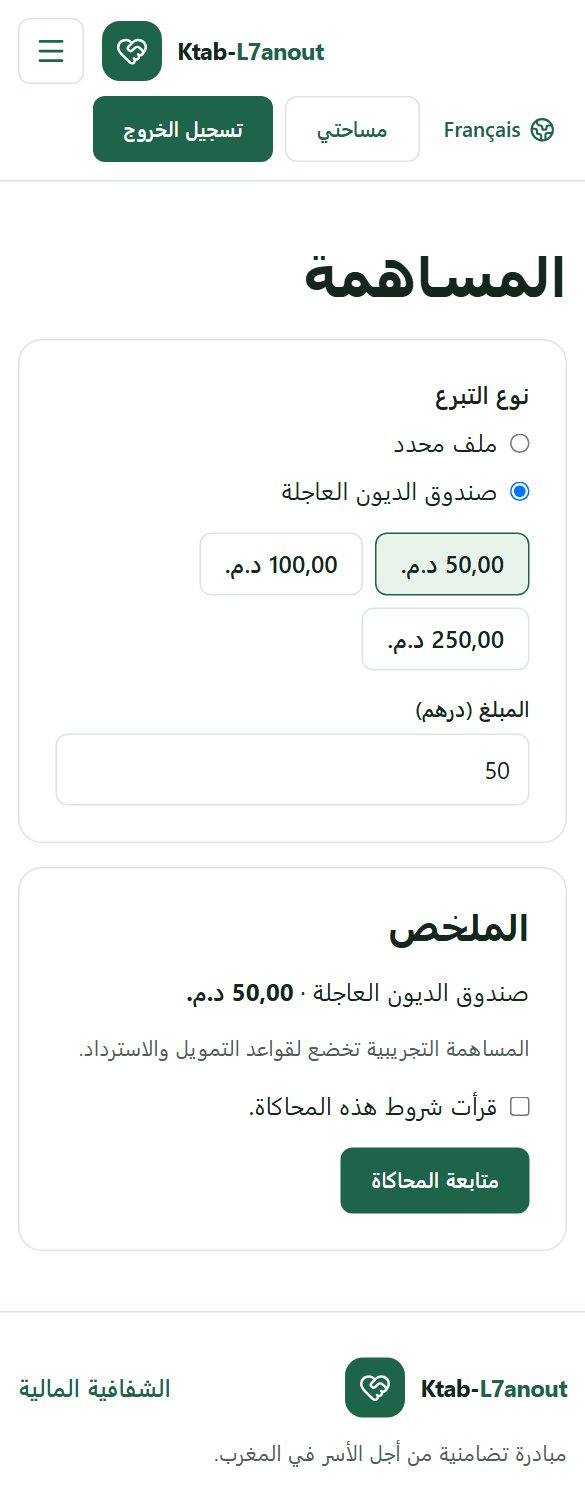 Ktab-L7anout
Français
مساحتي
تسجيل الخروج
المساهمة
نوع التبرع
ملف محدد
صندوق الديون العاجلة
50,00 د.م.
100,00 د.م.
250,00 د.م.
المبلغ (درهم)
50
الملخص
صندوق الديون العاجلة · 50,00 د.م.
المساهمة التجريبية تخضع لقواعد التمويل والاسترداد.
قرأت شروط هذه المحاكاة.
متابعة المحاكاة
Ktab-L7anout
الشفافية المالية
مبادرة تضامنية من أجل الأسر في المغرب.